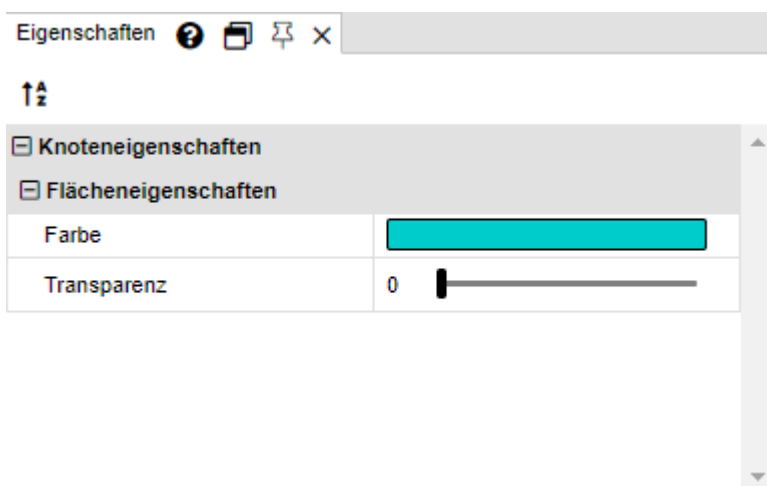 Eigenschaften
Knoteneigenschaften
Flächeneigenschaften
Farbe
Transparenz 0